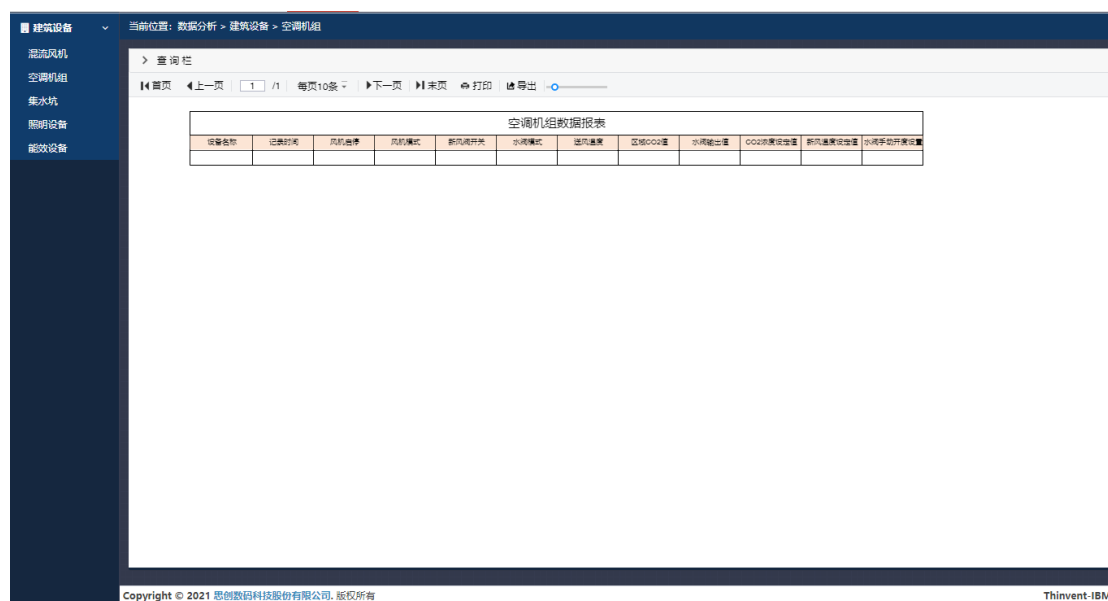 建筑设备
当前位置：数据分析 > 建筑设备 > 空调机组
混流风机
空调机组
集水坑
照明设备
能效设备
查询栏
首页 上一页 1 /1 每页10条 下一页 末页 打印 导出
空调机组数据报表
设备名称 记录时间 风机启停 风机模式 新风阀开关 水阀模式 送风温度 区域CO2值 水阀输出值 CO2浓度设定值 新风温度设定值 水阀手动开度设置
Copyright © 2021 思创数码科技股份有限公司. 版权所有
Thinvent-IBM